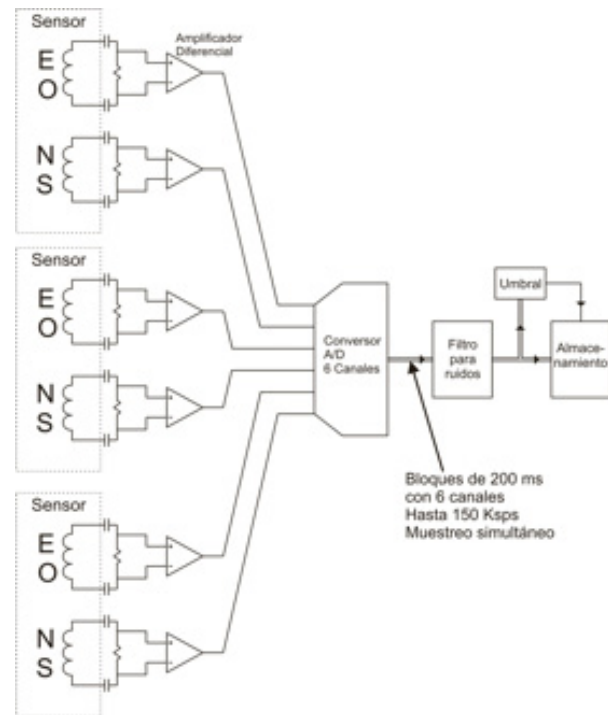 Sensor
E
O
Amplificador
Diferencial
N
S
Sensor
E
O
N
S
Sensor
E
O
N
S
Conversor
A/D
6 Canales
Filtro
para
ruidos
Umbral
Almace-
namiento
Bloques de 200 ms
con 6 canales
Hasta 150 Ksps
Muestreo simultáneo